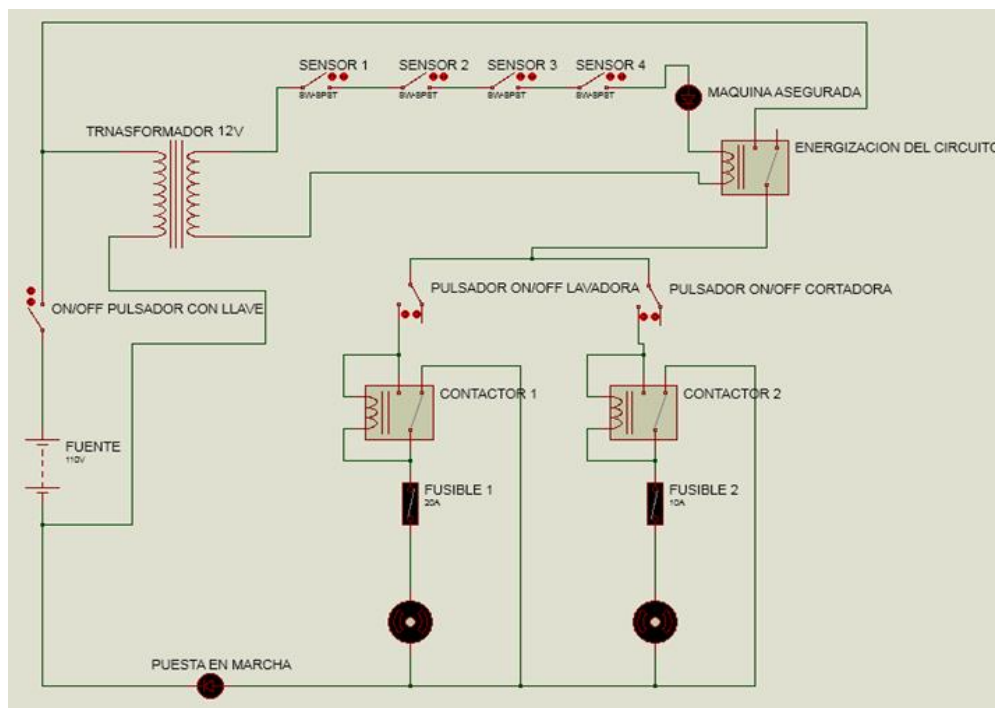 SENSOR 1
SENSOR 2
SENSOR 3
SENSOR 4
SW-SPST
SW-SPST
SW-SPST
SW-SPST
MAQUINA ASEGURADA
TRNASFORMADOR 12V
ENERGIZACION DEL CIRCUITO
PULSADOR ON/OFF LAVADORA
PULSADOR ON/OFF CORTADORA
ON/OFF PULSADOR CON LLAVE
CONTACTOR 1
CONTACTOR 2
FUENTE
110V
FUSIBLE 1
20A
FUSIBLE 2
10A
PUESTA EN MARCHA